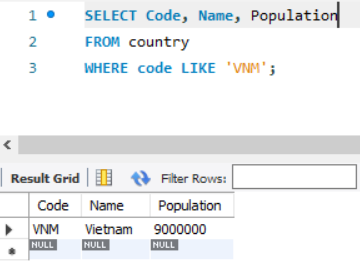 1 SELECT Code, Name, Population
2 FROM country
3 WHERE code LIKE 'VNM';
Result Grid Filter Rows:
Code Name Population
VNM Vietnam 9000000
NULL NULL NULL